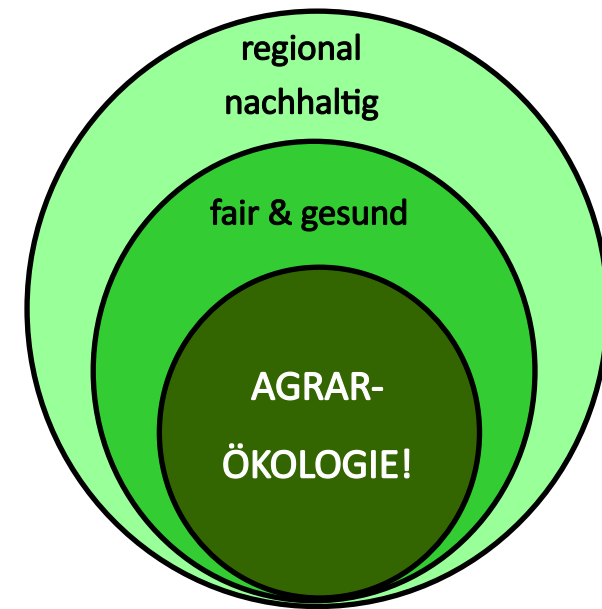 regional
nachhaltig
fair & gesund
AGRAR-
ÖKOLOGIE!